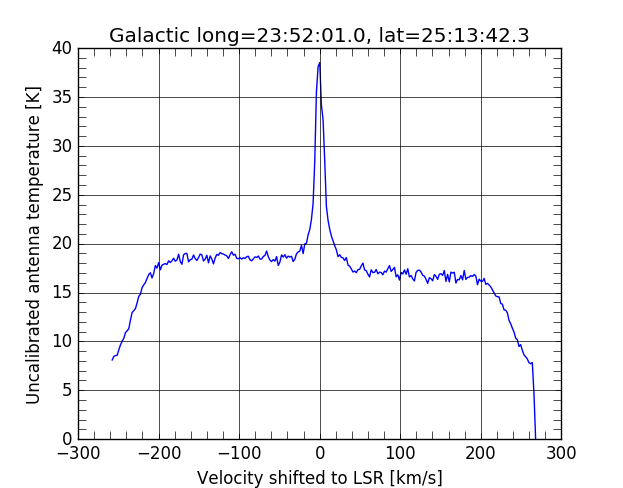 Galactic long=23:52:01.0, lat=25:13:42.3
Uncalibrated antenna temperature [K]
40
35
30
25
20
15
10
5
0
−300 −200 −100 0 100 200 300
Velocity shifted to LSR [km/s]